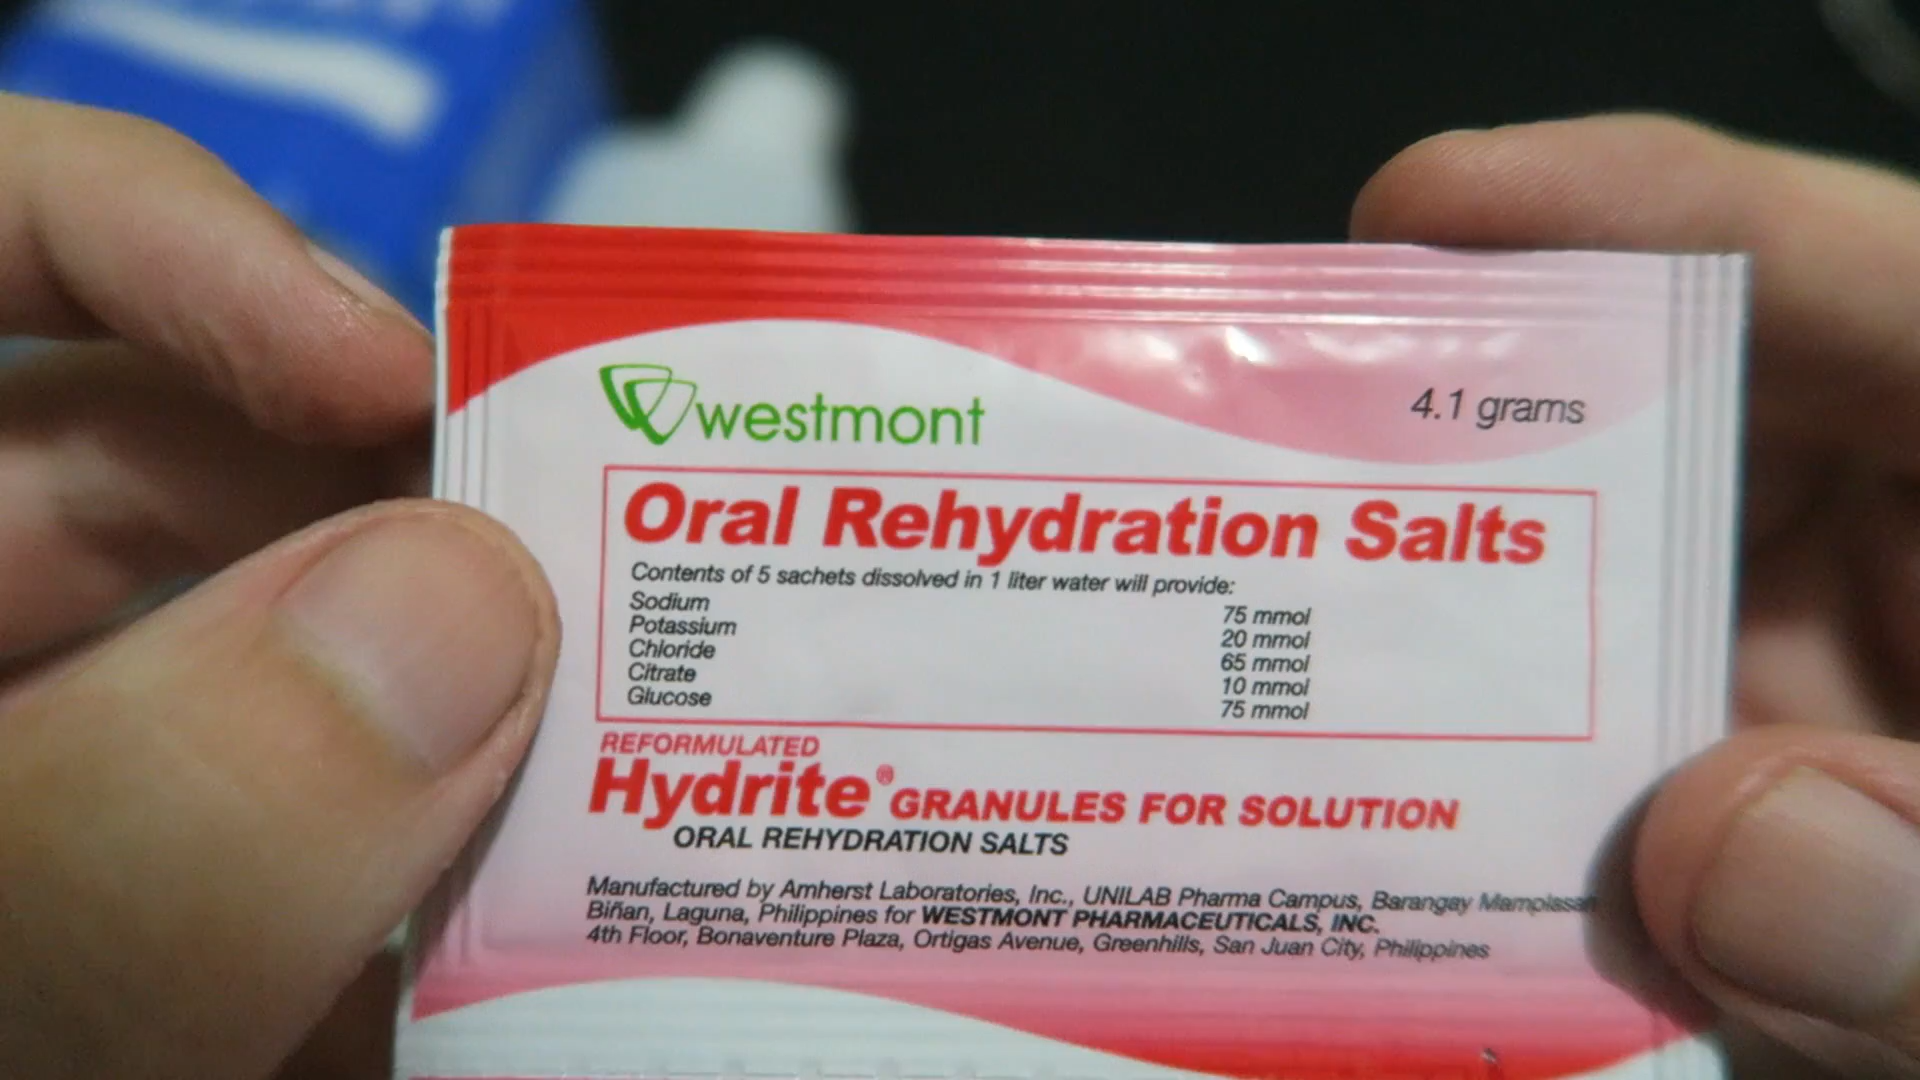 westmont
4.1 grams
Oral Rehydration Salts
Contents of 5 sachets dissolved in 1 liter water will provide:
Sodium 75 mmol
Potassium 20 mmol
Chloride 65 mmol
Citrate 10 mmol
Glucose 75 mmol
REFORMULATED
Hydrite® GRANULES FOR SOLUTION
ORAL REHYDRATION SALTS
Manufactured by Amherst Laboratories, Inc., UNILAB Pharma Campus, Barangay Mamplasan
Biñan, Laguna, Philippines for WESTMONT PHARMACEUTICALS, INC.
4th Floor, Bonaventure Plaza, Ortigas Avenue, Greenhills, San Juan City, Philippines